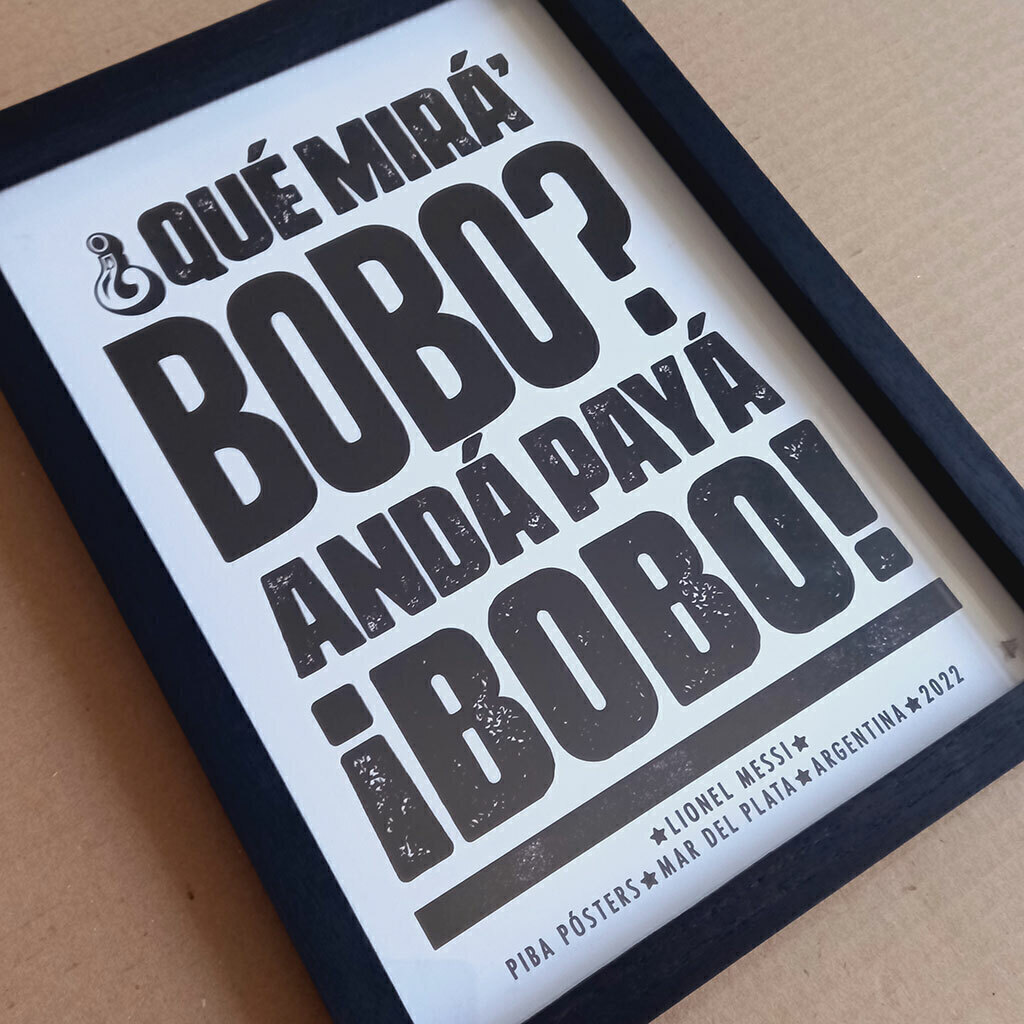 ¿QUÉ MIRÁ'
BOBO?
ANDÁ PAYÁ
¡BOBO!
★LIONEL MESSI★
PIBA PÓSTERS★MAR DEL PLATA★ARGENTINA★2022